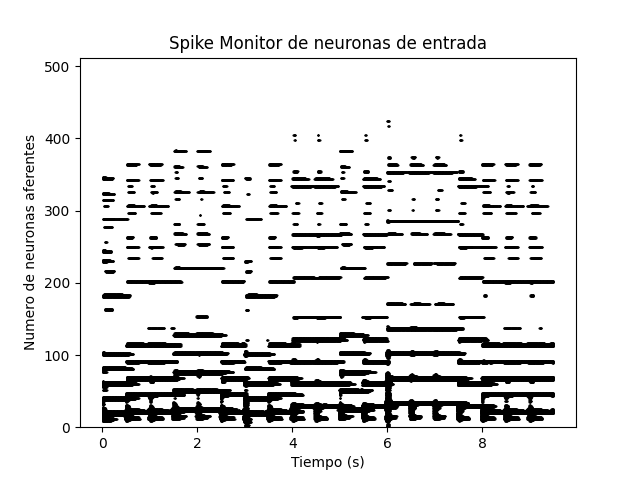 Spike Monitor de neuronas de entrada
500
400
300
200
100
0
Numero de neuronas aferentes
0 2 4 6 8
Tiempo (s)